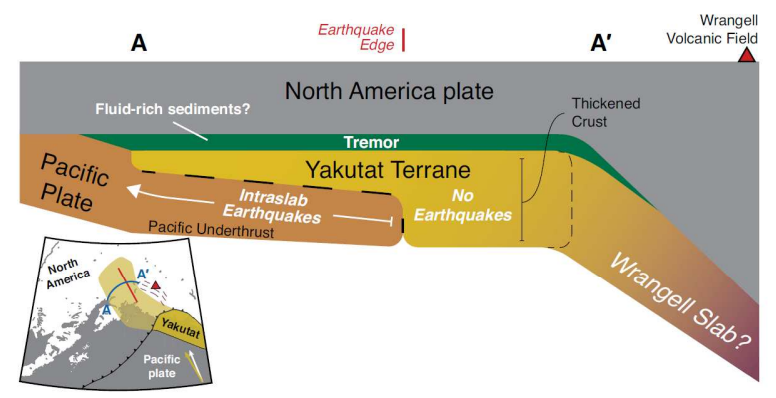 Earthquake
Edge
Wrangell
Volcanic Field
A
A′
North America plate
Fluid-rich sediments?
Thickened
Crust
Tremor
Yakutat Terrane
Pacific
Plate
Intraslab
Earthquakes
No
Earthquakes
Pacific Underthrust
Wrangell Slab?
North
America
A′
A
Yakutat
Pacific
plate